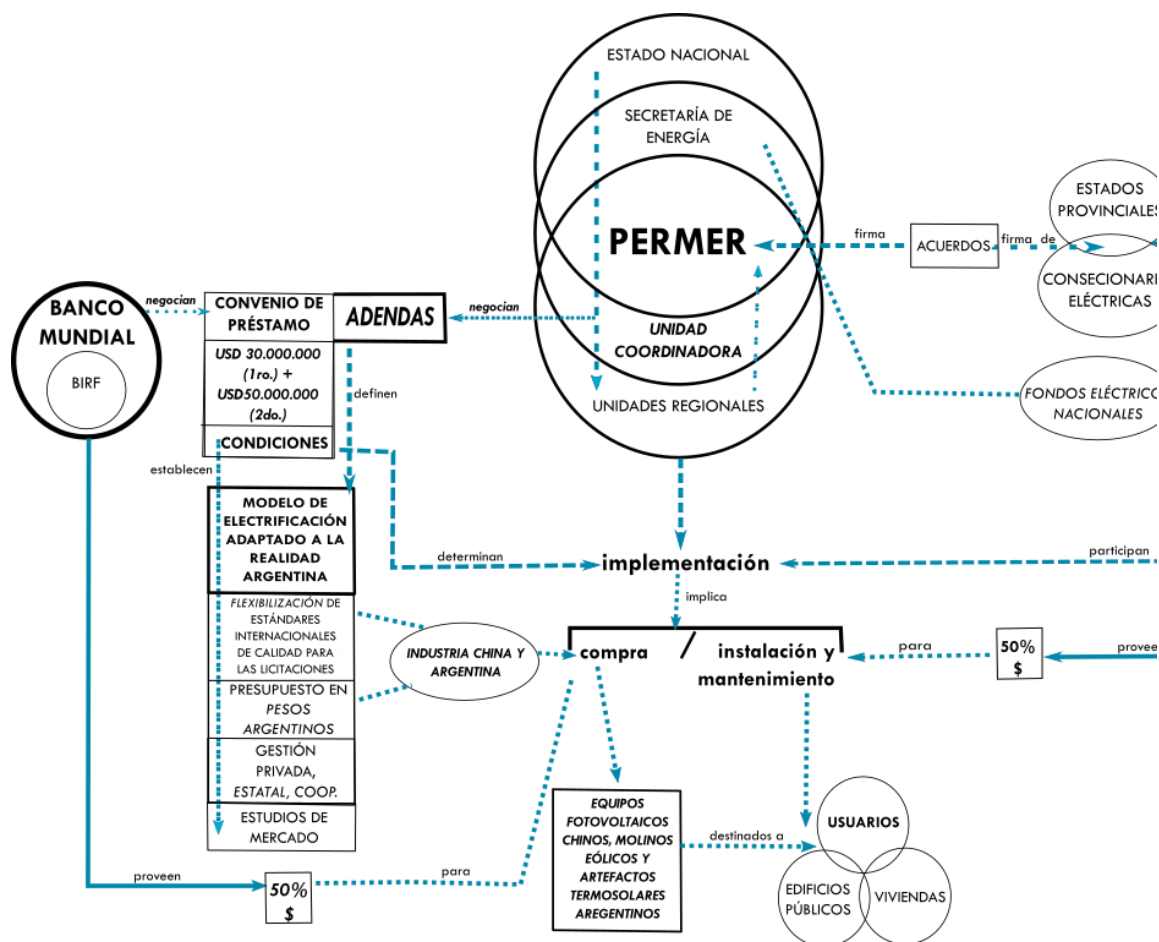 ESTADO NACIONAL
SECRETARÍA DE
ENERGÍA
PERMER
UNIDAD
COORDINADORA
UNIDADES REGIONALES
firma
ACUERDOS
firma de
ESTADOS
PROVINCIALES
CONSECIONARI
ELÉCTRICAS
FONDOS ELÉCTRICO
NACIONALES
BANCO
MUNDIAL
BIRF
negocian
CONVENIO DE
PRÉSTAMO
ADENDAS
negocian
USD 30.000.000
(1ro.) +
USD50.000.000
(2do.)
CONDICIONES
definen
establecen
MODELO DE
ELECTRIFICACIÓN
ADAPTADO A LA
REALIDAD
ARGENTINA
FLEXIBILIZACIÓN DE
ESTÁNDARES
INTERNACIONALES
DE CALIDAD PARA
LAS LICITACIONES
PRESUPUESTO EN
PESOS
ARGENTINOS
GESTIÓN
PRIVADA,
ESTATAL, COOP.
ESTUDIOS DE
MERCADO
determinan
implementación
participan
implica
INDUSTRIA CHINA Y
ARGENTINA
compra
/
instalación y
mantenimiento
para
50%
$
provee
EQUIPOS
FOTOVOLTAICOS
CHINOS, MOLINOS
EÓLICOS Y
ARTEFACTOS
TERMOSOLARES
AREGENTINOS
destinados a
USUARIOS
EDIFICIOS
PÚBLICOS
VIVIENDAS
proveen
50%
$
para